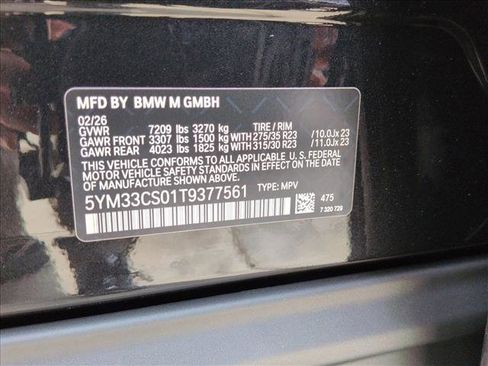 MFD BY BMW M GMBH
02/26
GVWR 7209 lbs 3270 kg TIRE / RIM
GAWR FRONT 3307 lbs 1500 kg WITH 275/35 R23 /10.0Jx 23
GAWR REAR 4023 lbs 1825 kg WITH 315/30 R23 /11.0Jx 23
THIS VEHICLE CONFORMS TO ALL APPLICABLE U. S. FEDERAL
MOTOR VEHICLE SAFETY STANDARDS IN EFFECT ON THE
DATE OF MANUFACTURE SHOWN ABOVE.
5YM33CS01T9377561 TYPE: MPV
475
7 320 729